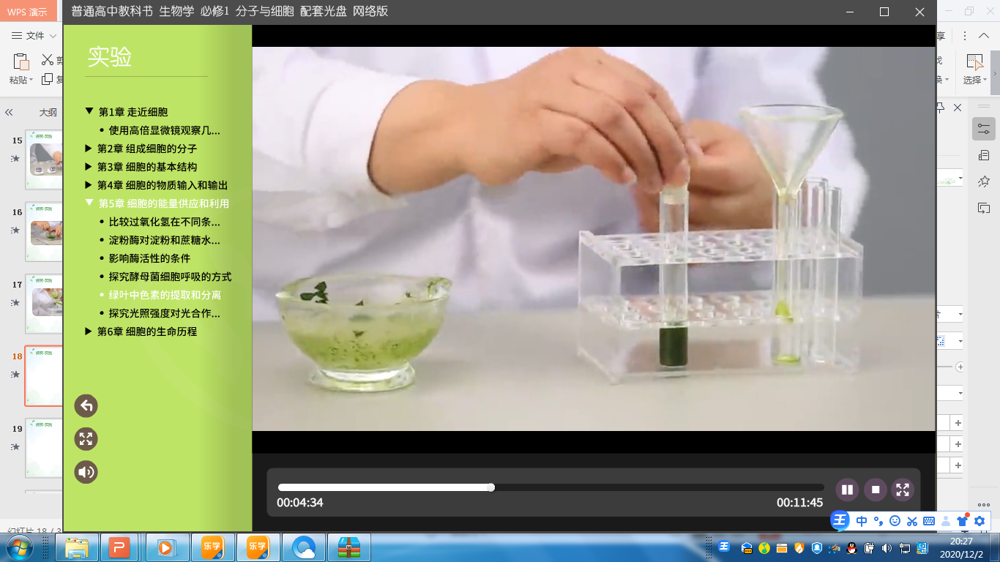 WPS 演示
普通高中教科书 生物学 必修1 分子与细胞 配套光盘 网络版
文件
粘贴
选择
大纲
15
16
17
18
19
实验
第1章 走近细胞
使用高倍显微镜观察几...
第2章 组成细胞的分子
第3章 细胞的基本结构
第4章 细胞的物质输入和输出
第5章 细胞的能量供应和利用
比较过氧化氢在不同条...
淀粉酶对淀粉和蔗糖水...
影响酶活性的条件
探究酵母菌细胞呼吸的方式
绿叶中色素的提取和分离
探究光照强度对光合作...
第6章 细胞的生命历程
00:04:34
00:11:45
中
乐学
乐学
20:27
2020/12/2